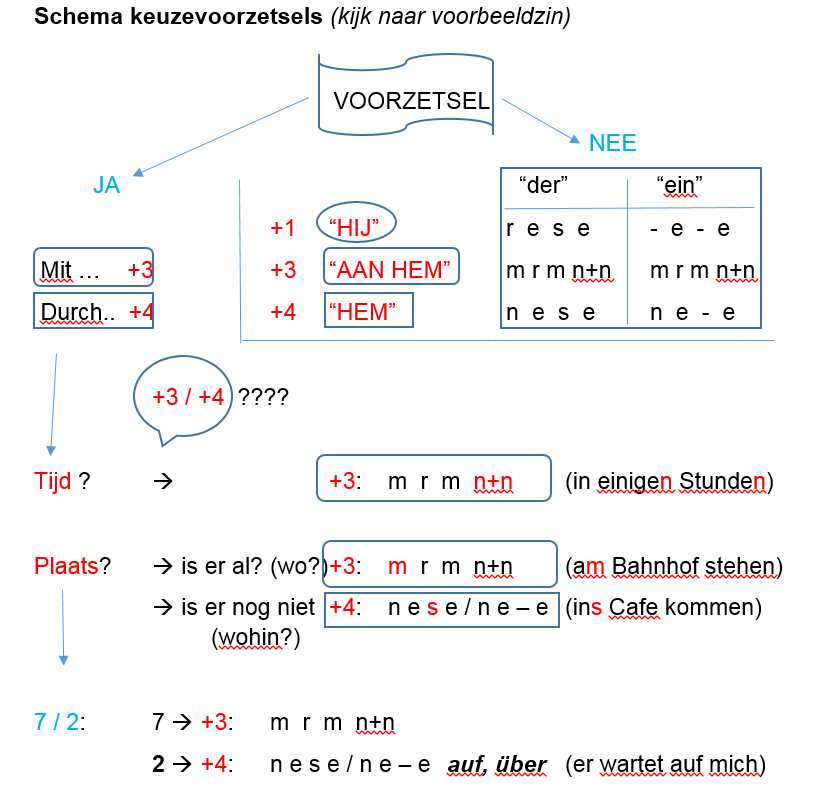 Schema keuzevoorzetsels (kijk naar voorbeeldzin)
VOORZETSEL
JA
NEE
"der" "ein"
+1 "HIJ" r e s e - e - e
Mit … +3 +3 "AAN HEM" m r m n+n m r m n+n
Durch.. +4 +4 "HEM" n e s e n e - e
+3 / +4 ????
Tijd ? → +3: m r m n+n (in einigen Stunden)
Plaats? → is er al? (wo?) +3: m r m n+n (am Bahnhof stehen)
→ is er nog niet +4: n e s e / n e – e (ins Cafe kommen)
(wohin?)
7 / 2: 7 → +3: m r m n+n
2 → +4: n e s e / n e – e auf, über (er wartet auf mich)